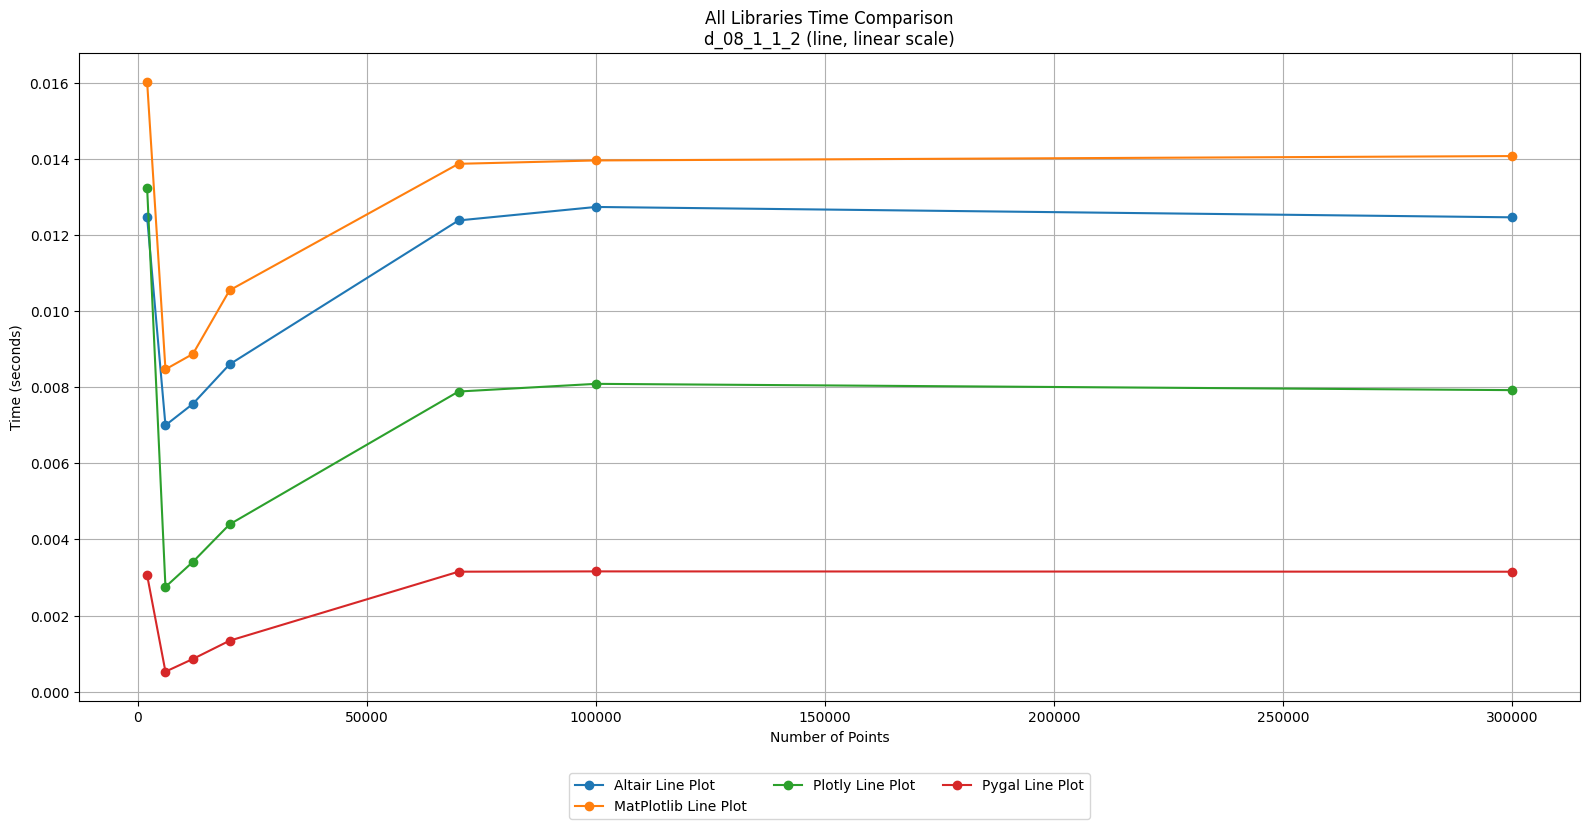 All Libraries Time Comparison
d_08_1_1_2 (line, linear scale)
0.016
0.014
0.012
0.010
0.008
0.006
0.004
0.002
0.000
Time (seconds)
0
50000
100000
150000
200000
250000
300000
Number of Points
Altair Line Plot
MatPlotlib Line Plot
Plotly Line Plot
Pygal Line Plot